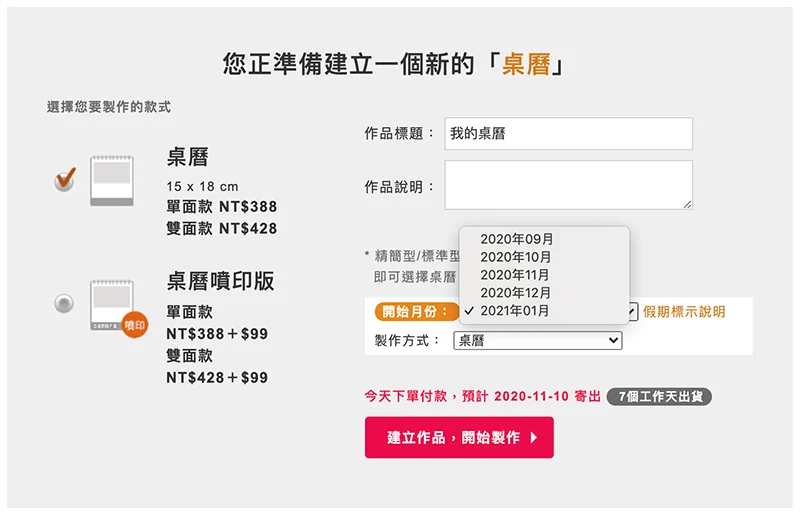 您正準備建立一個新的「桌曆」
選擇您要製作的款式
桌曆
15 x 18 cm
單面款 NT$388
雙面款 NT$428
桌曆噴印版
單面款
NT$388＋$99
雙面款
NT$428＋$99
camera
噴印
作品標題：
我的桌曆
作品說明：
* 精簡型/標準型
即可選擇桌曆
2020年09月
2020年10月
2020年11月
2020年12月
✓ 2021年01月
開始月份：
假期標示說明
製作方式：
桌曆
今天下單付款，預計 2020-11-10 寄出
7個工作天出貨
建立作品，開始製作